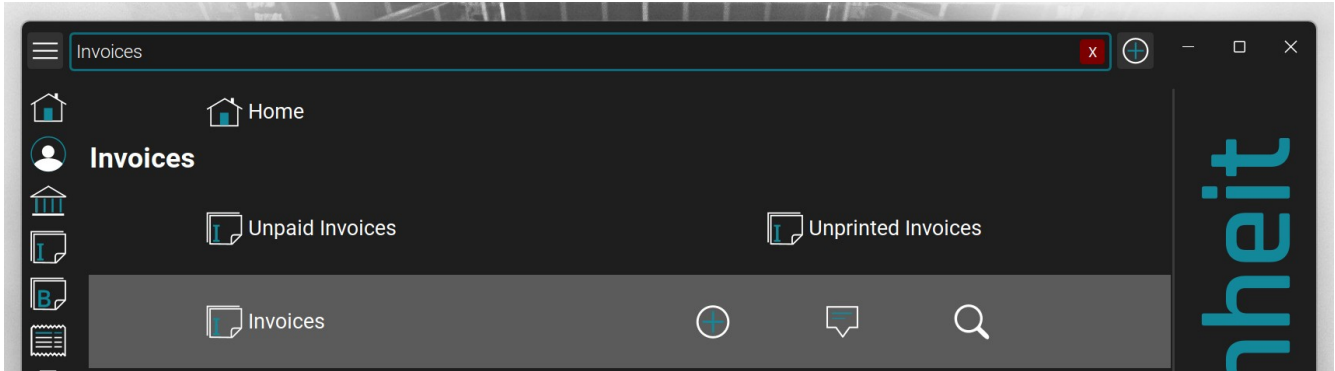 Invoices
X
Home
Invoices
Unpaid Invoices
Unprinted Invoices
Invoices
nheit